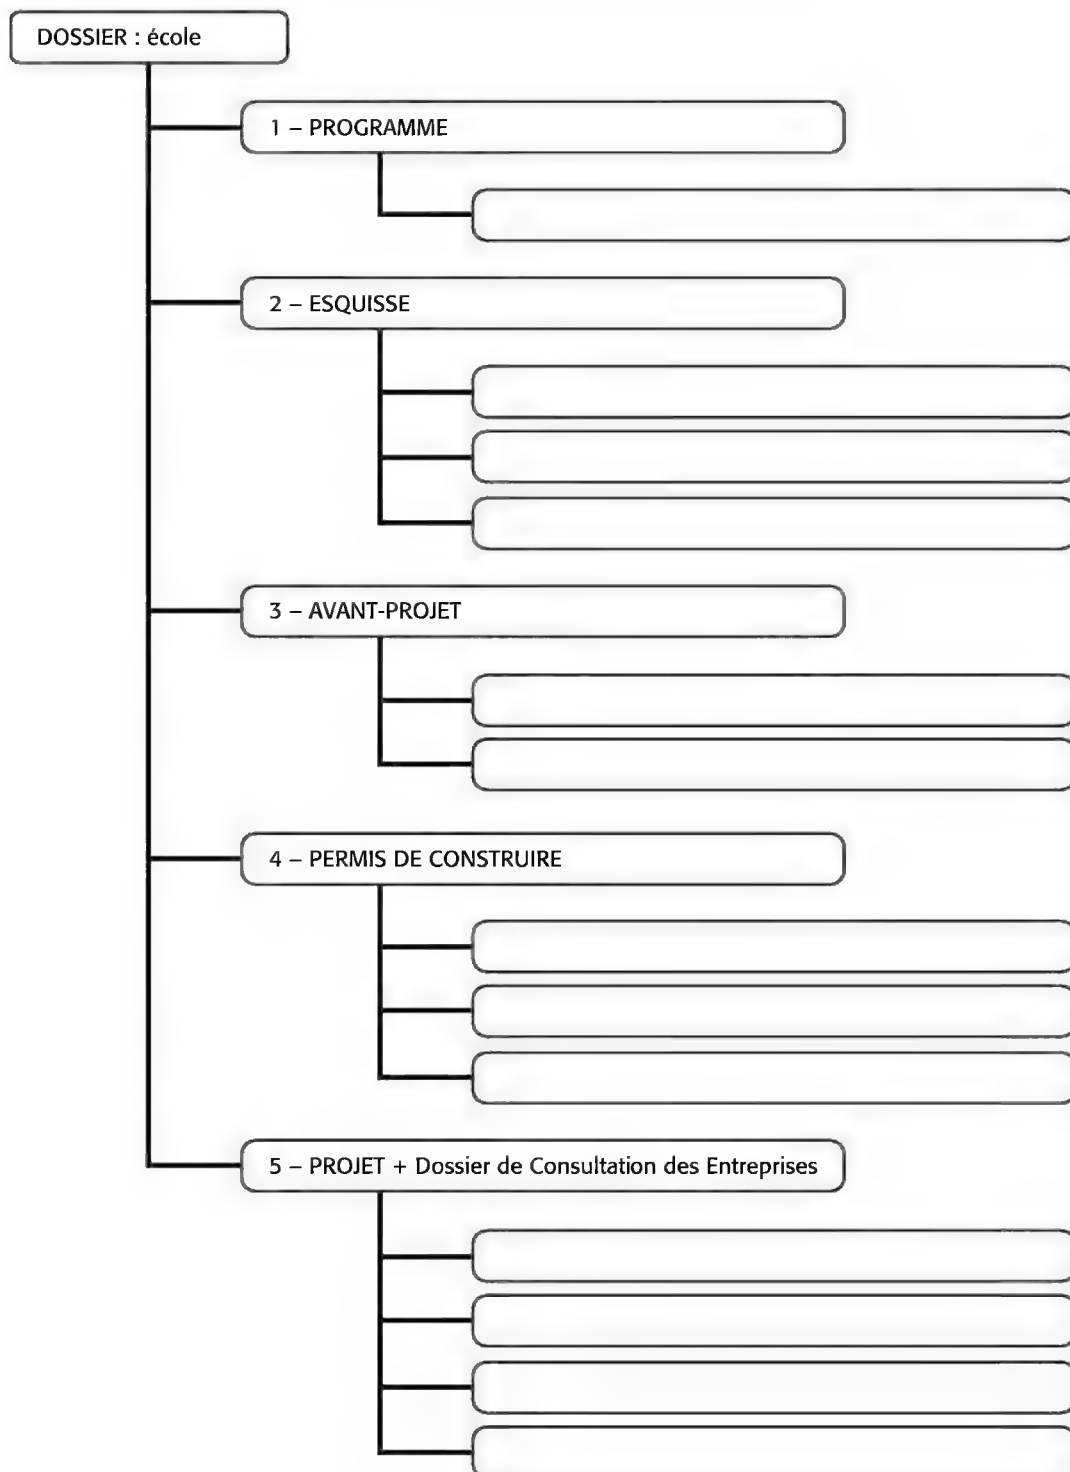 DOSSIER : école
1 – PROGRAMME
2 – ESQUISSE
3 – AVANT-PROJET
4 – PERMIS DE CONSTRUIRE
5 – PROJET + Dossier de Consultation des Entreprises